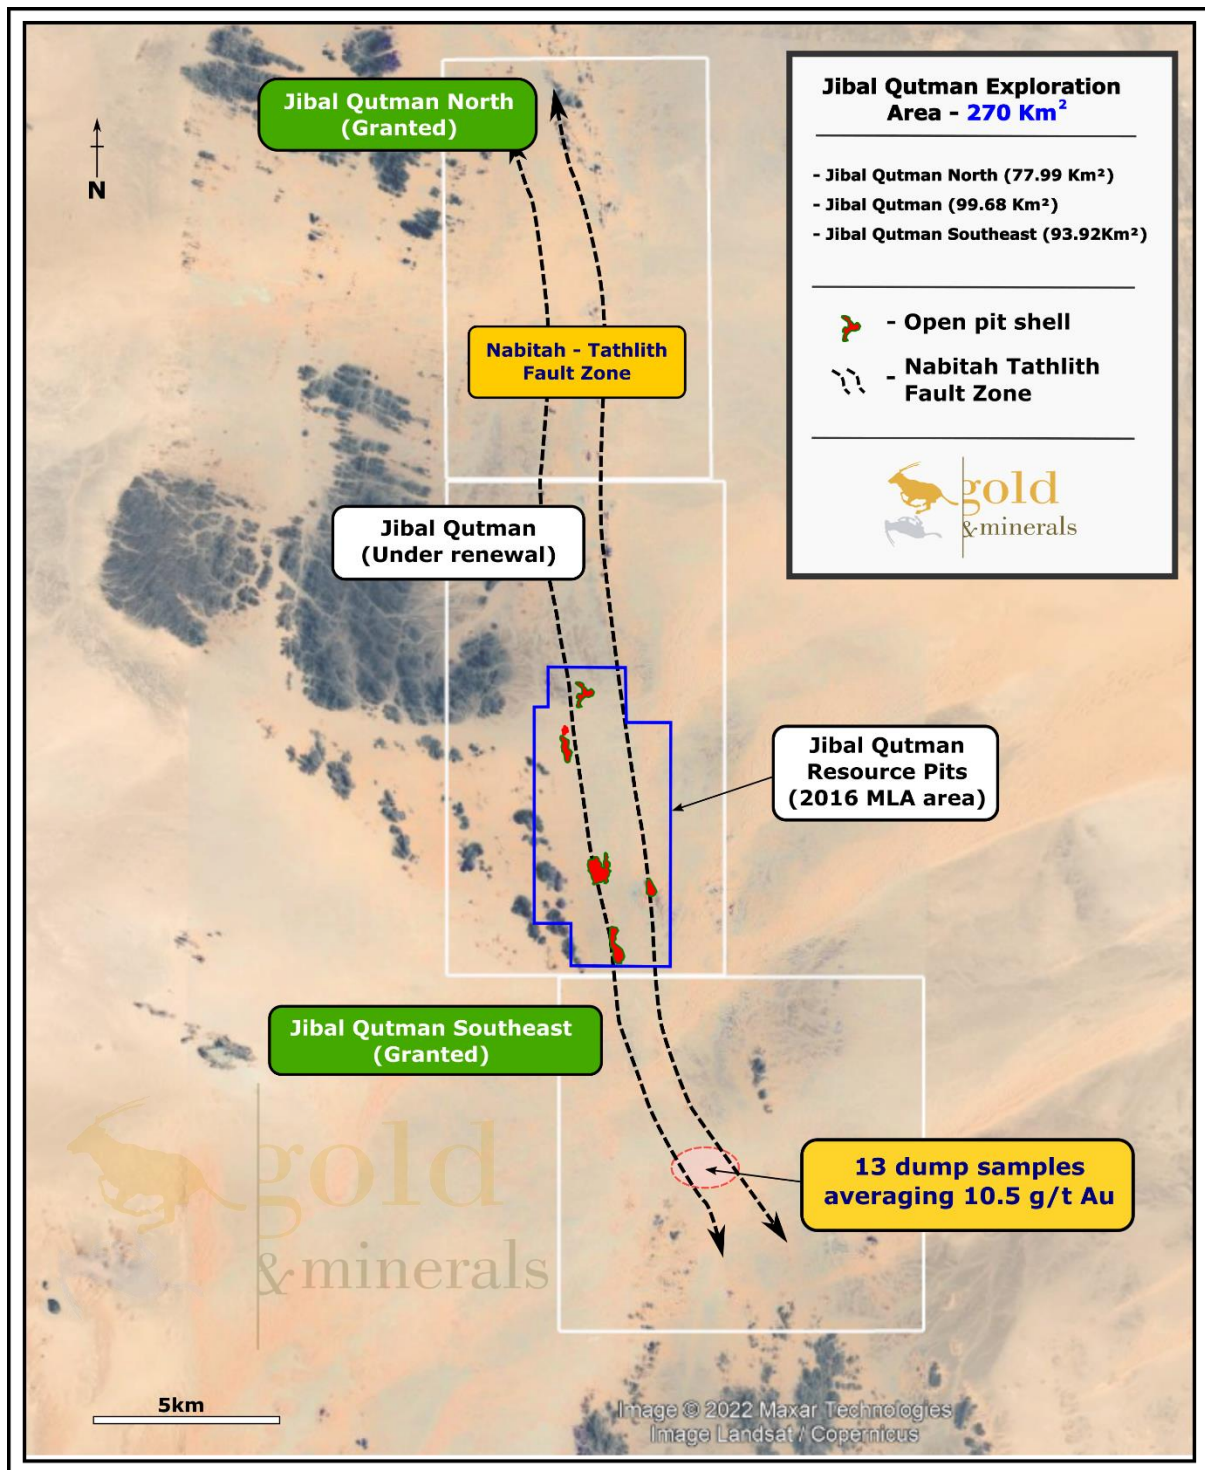 Jibal Qutman North
(Granted)
N
Jibal Qutman Exploration
Area - 270 Km²
- Jibal Qutman North (77.99 Km²)
- Jibal Qutman (99.68 Km²)
- Jibal Qutman Southeast (93.92Km²)
- Open pit shell
- Nabitah Tathlith
Fault Zone
gold
&minerals
Nabitah - Tathlith
Fault Zone
Jibal Qutman
(Under renewal)
Jibal Qutman
Resource Pits
(2016 MLA area)
Jibal Qutman Southeast
(Granted)
gold
&minerals
13 dump samples
averaging 10.5 g/t Au
5km
Image © 2022 Maxar Technologies
Image Landsat / Copernicus